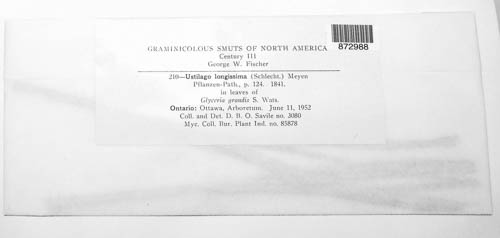 GRAMINICOLOUS SMUTS OF NORTH AMERICA
Century III
George W. Fischer
872988
210—Ustilago longissima (Schlecht.) Meyen
Pflanzen-Path., p. 124. 1841.
in leaves of
Glyceria grandis S. Wats.
Ontario: Ottawa, Arboretum. June 11, 1952
Coll. and Det. D. B. O. Savile no. 3080
Myc. Coll. Bur. Plant Ind. no. 85878